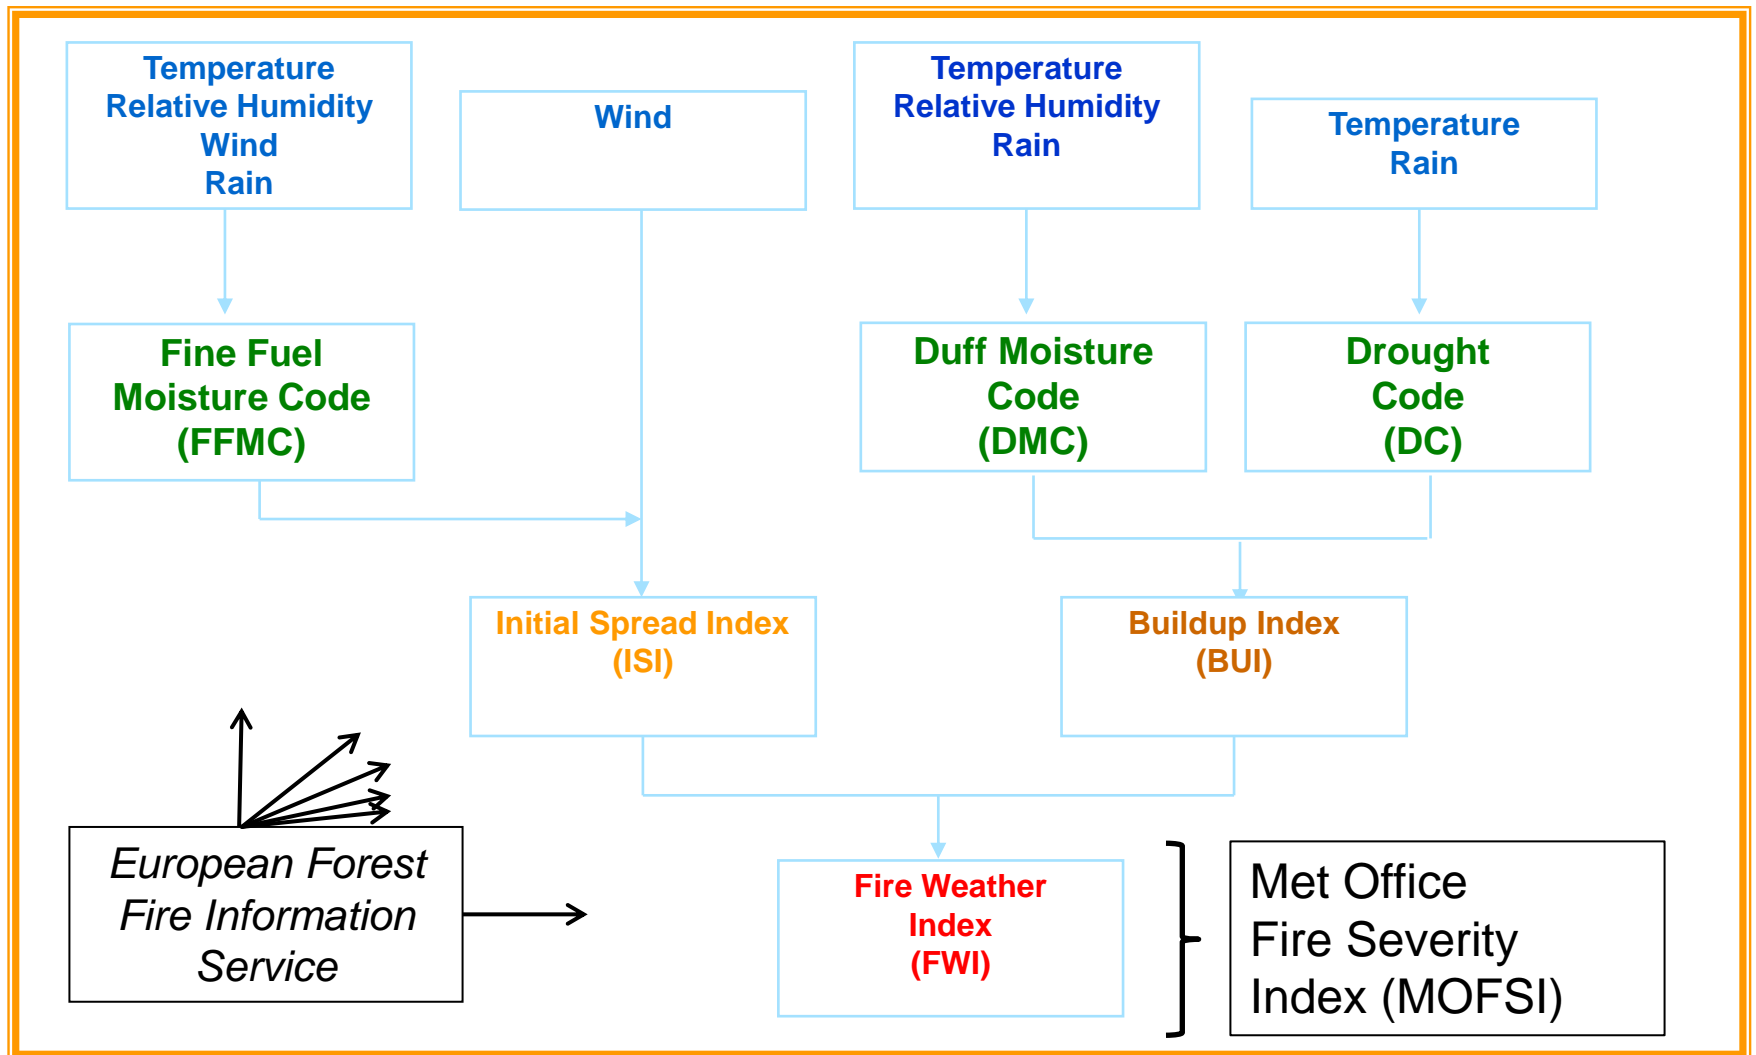 Temperature
Relative Humidity
Wind
Rain
Wind
Temperature
Relative Humidity
Rain
Temperature
Rain
Fine Fuel
Moisture Code
(FFMC)
Duff Moisture
Code
(DMC)
Drought
Code
(DC)
Initial Spread Index
(ISI)
Buildup Index
(BUI)
European Forest
Fire Information
Service
Fire Weather
Index
(FWI)
Met Office
Fire Severity
Index (MOFSI)